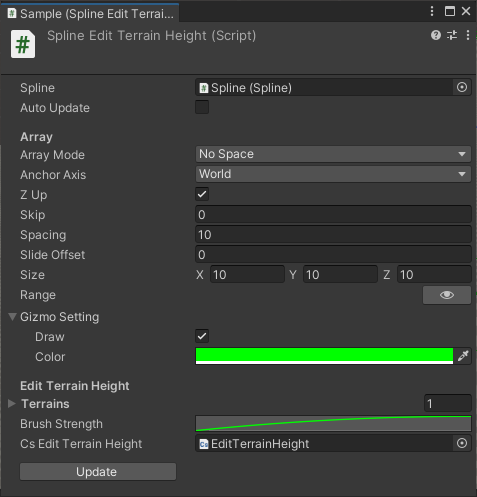 Sample (Spline Edit Terrai...
Spline Edit Terrain Height (Script)
Spline Spline (Spline)
Auto Update
Array
Array Mode No Space
Anchor Axis World
Z Up
Skip 0
Spacing 10
Slide Offset 0
Size X 10 Y 10 Z 10
Range
Gizmo Setting
Draw
Color
Edit Terrain Height
Terrains 1
Brush Strength
Cs Edit Terrain Height EditTerrainHeight
Update